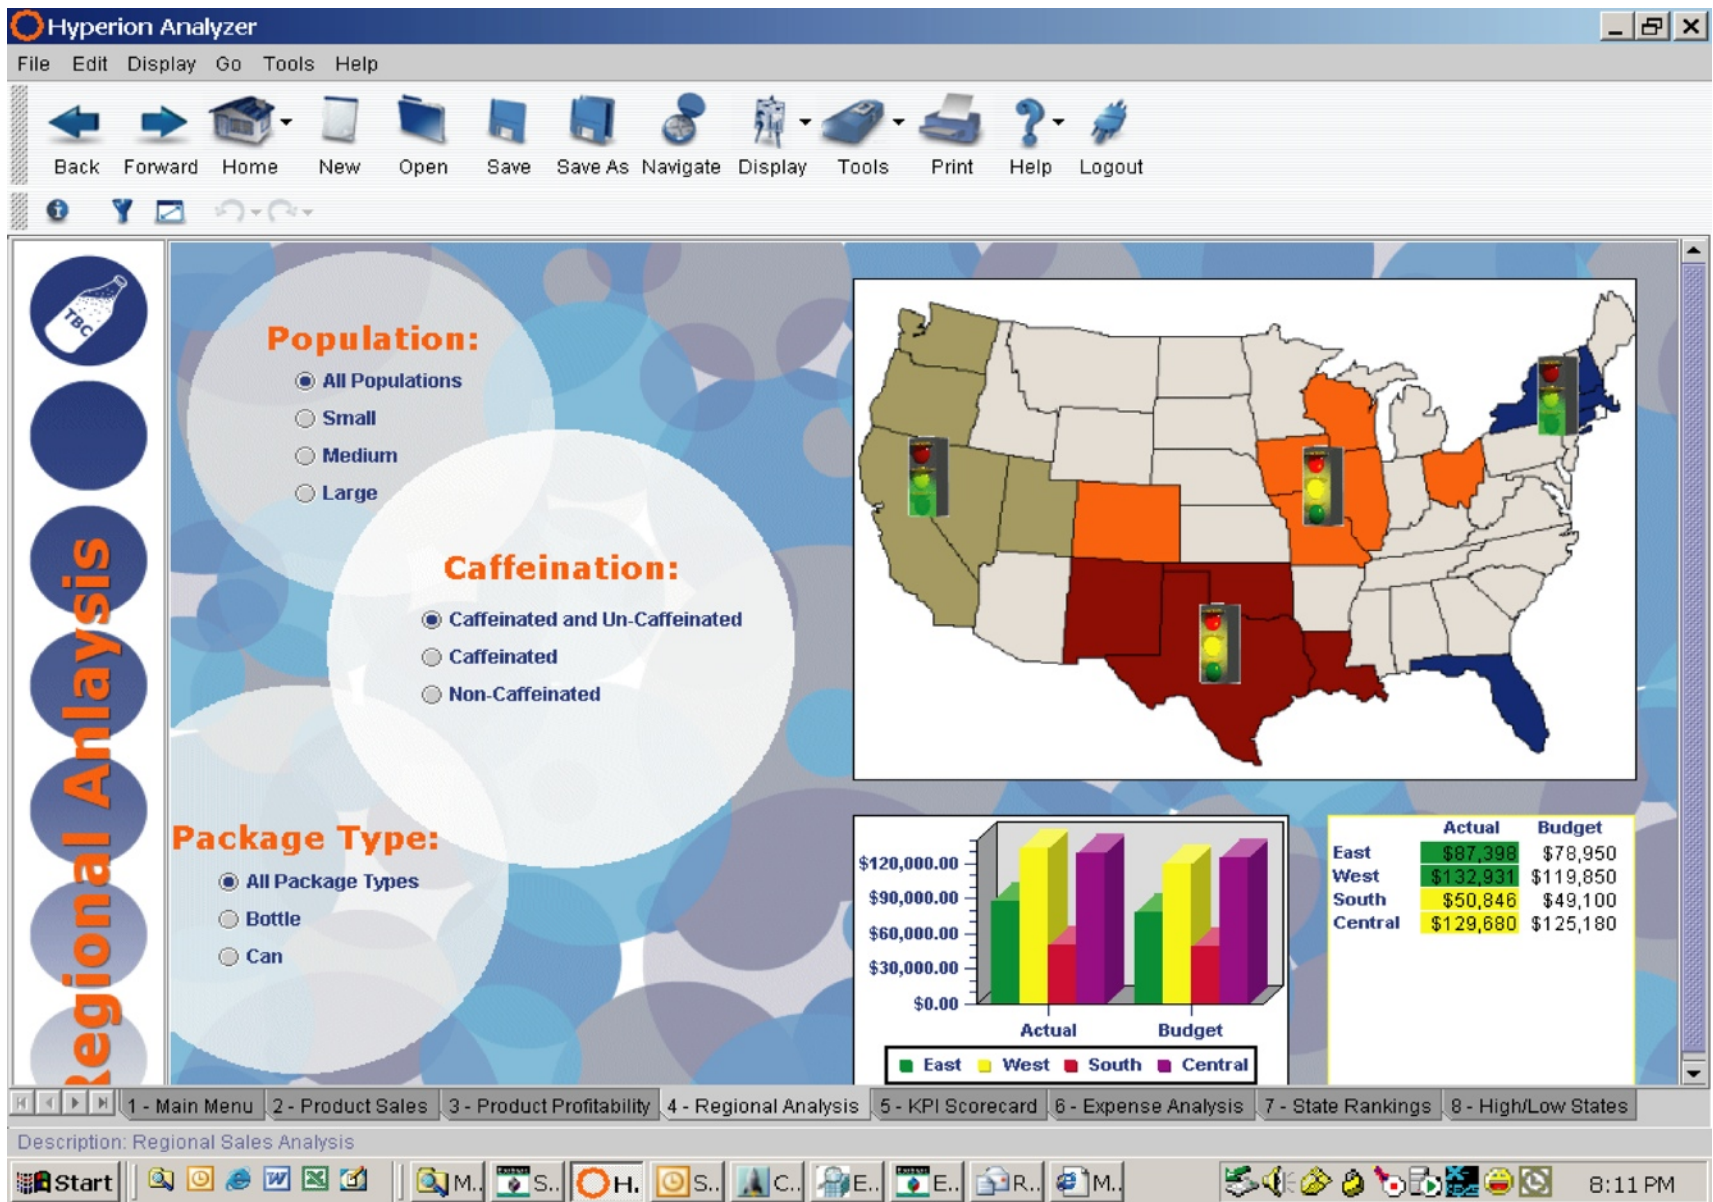 Hyperion Analyzer
File Edit Display Go Tools Help
Back Forward Home New Open Save Save As Navigate Display Tools Print Help Logout
TBC
Regional Anlaysis
Population:
All Populations
Small
Medium
Large
Caffeination:
Caffeinated and Un-Caffeinated
Caffeinated
Non-Caffeinated
Package Type:
All Package Types
Bottle
Can
$120,000.00
$90,000.00
$60,000.00
$30,000.00
$0.00
Actual Budget
East West South Central
Actual Budget
East $87,398 $78,950
West $132,931 $119,850
South $50,846 $49,100
Central $129,680 $125,180
1 - Main Menu 2 - Product Sales 3 - Product Profitability 4 - Regional Analysis 5 - KPI Scorecard 6 - Expense Analysis 7 - State Rankings 8 - High/Low States
Description: Regional Sales Analysis
Start M.. S.. H. S.. C.. E.. E.. R.. M.. 8:11 PM